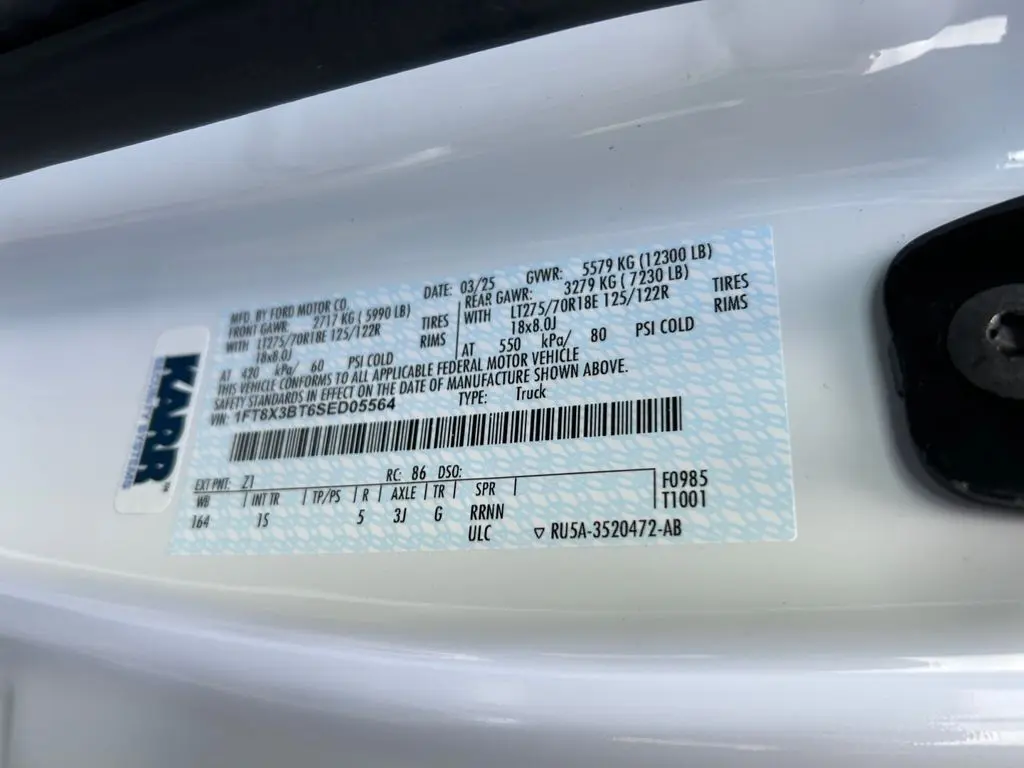 MFD. BY FORD MOTOR CO. DATE: 03/25 GVWR: 5579 KG (12300 LB)
FRONT GAWR: 2717 KG ( 5990 LB) REAR GAWR: 3279 KG ( 7230 LB)
WITH LT275/70R18E 125/122R TIRES WITH LT275/70R18E 125/122R TIRES
18x8.0J RIMS 18x8.0J RIMS
AT 420 kPa/ 60 PSI COLD AT 550 kPa/ 80 PSI COLD
THIS VEHICLE CONFORMS TO ALL APPLICABLE FEDERAL MOTOR VEHICLE
SAFETY STANDARDS IN EFFECT ON THE DATE OF MANUFACTURE SHOWN ABOVE.
VIN: 1FT8X3BT6SED05564 TYPE: Truck
EXT PNT: Z1 RC: 86 DSO:
WB INT TR TP/PS R AXLE TR SPR F0985
164 1S 5 3J G RRNN T1001
ULC ▽ RU5A-3520472-AB
KARR™